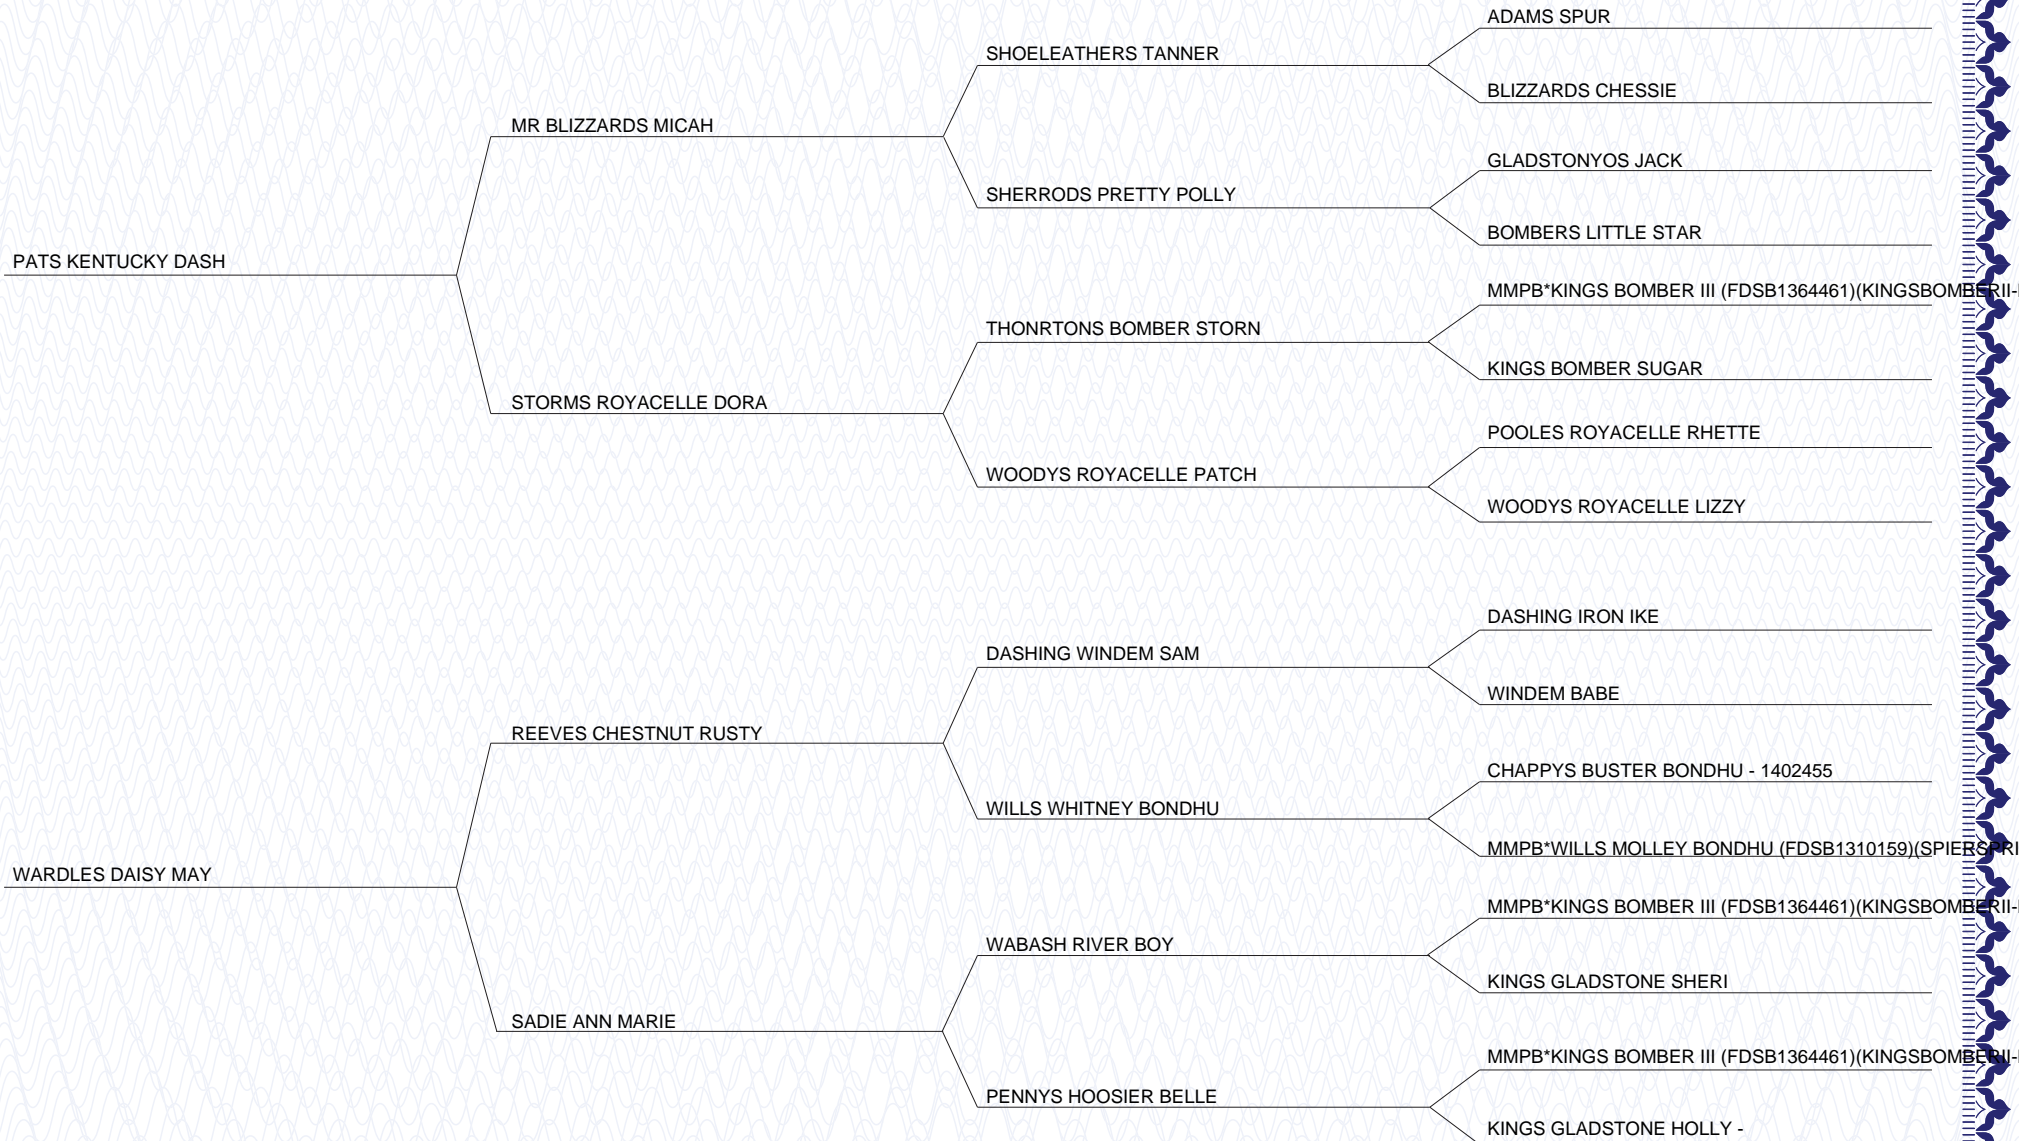 ADAMS SPUR
SHOELEATHERS TANNER
BLIZZARDS CHESSIE
MR BLIZZARDS MICAH
GLADSTONYOS JACK
SHERRODS PRETTY POLLY
BOMBERS LITTLE STAR
PATS KENTUCKY DASH
MMPB*KINGS BOMBER III (FDSB1364461)(KINGSBOMBERII-
THONRTONS BOMBER STORN
KINGS BOMBER SUGAR
STORMS ROYACELLE DORA
POOLES ROYACELLE RHETTE
WOODYS ROYACELLE PATCH
WOODYS ROYACELLE LIZZY
DASHING IRON IKE
DASHING WINDEM SAM
WINDEM BABE
REEVES CHESTNUT RUSTY
CHAPPYS BUSTER BONDHU - 1402455
WILLS WHITNEY BONDHU
MMPB*WILLS MOLLEY BONDHU (FDSB1310159)(SPIERSPRI
WARDLES DAISY MAY
MMPB*KINGS BOMBER III (FDSB1364461)(KINGSBOMBERII-
WABASH RIVER BOY
KINGS GLADSTONE SHERI
SADIE ANN MARIE
MMPB*KINGS BOMBER III (FDSB1364461)(KINGSBOMBERII-
PENNYS HOOSIER BELLE
KINGS GLADSTONE HOLLY -